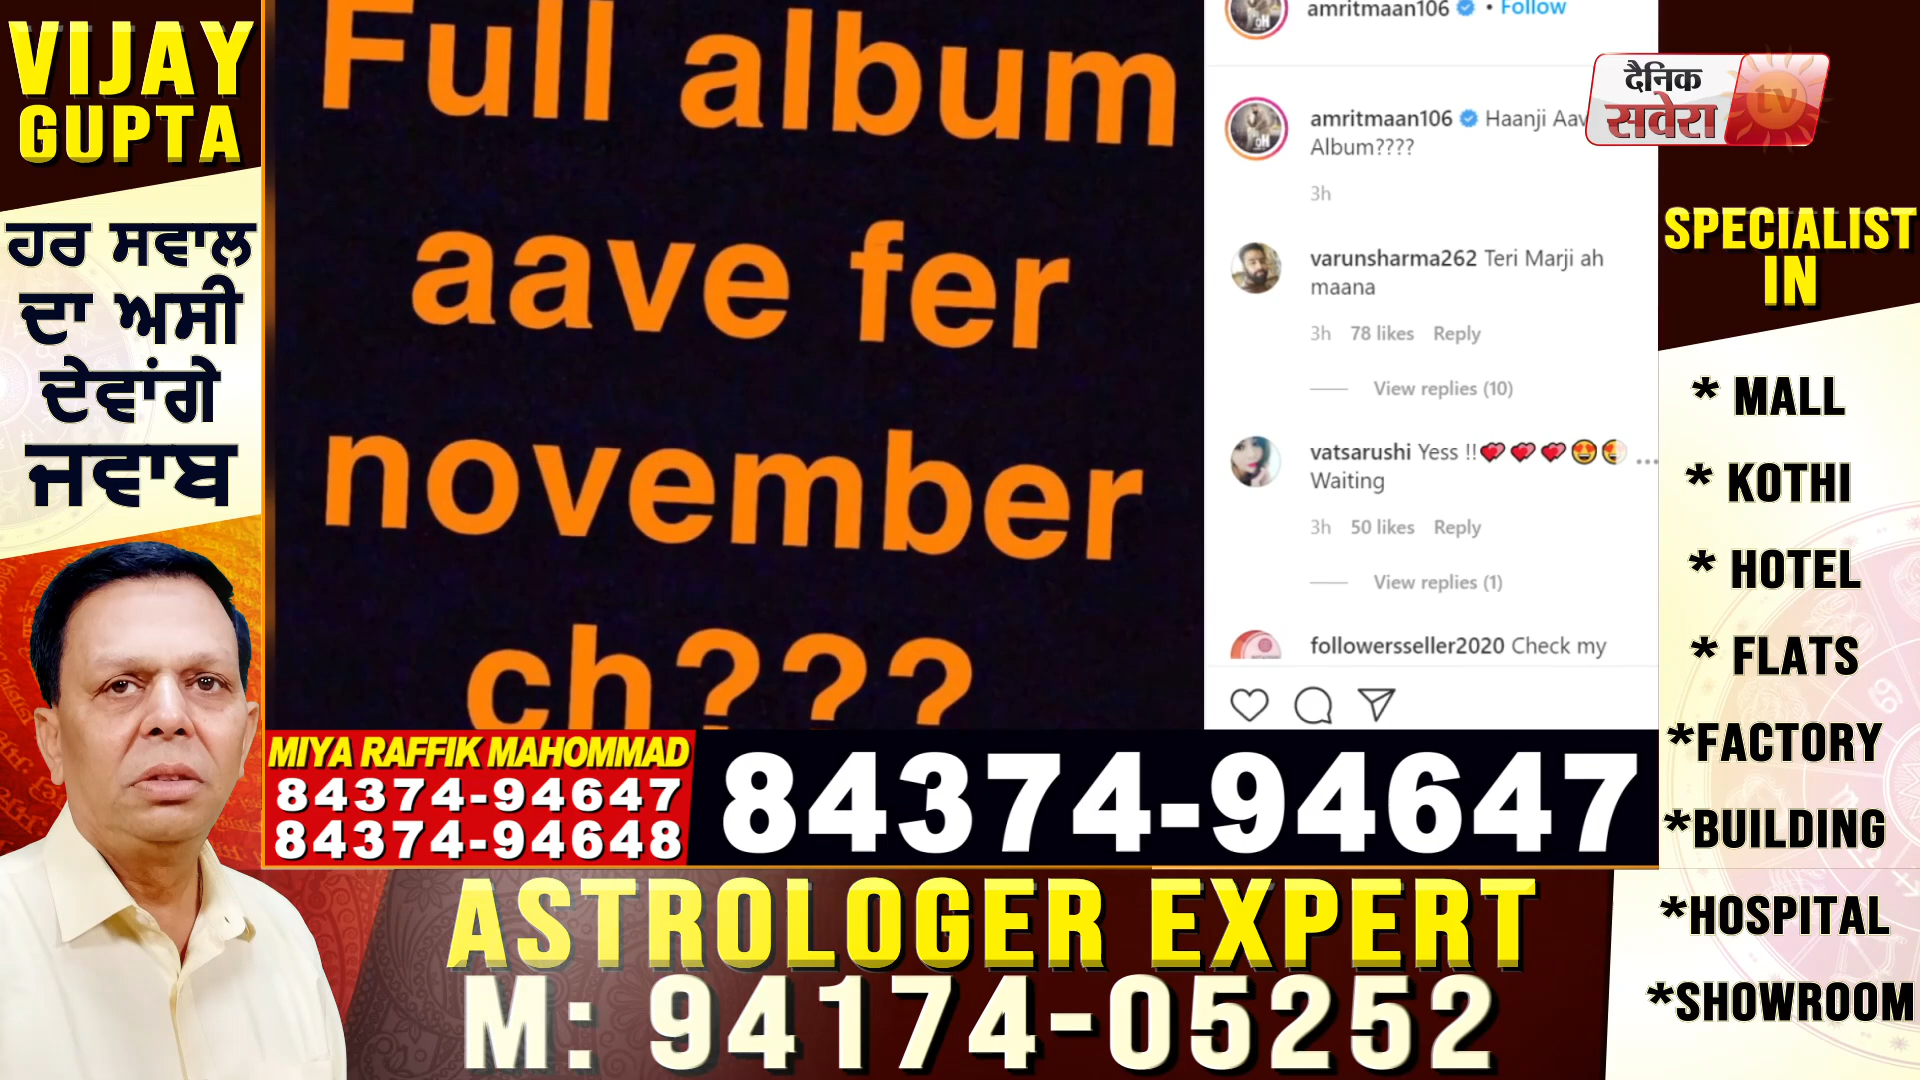 VIJAY
GUPTA
ਹਰ ਸਵਾਲ
ਦਾ ਅਸੀ
ਦੇਵਾਂਗੇ
ਜਵਾਬ
Full album
aave fer
november
ch???
amritmaan106 • Follow
amritmaan106 Haanji Aav
Album????
3h
varunsharma262 Teri Marji ah
maana
3h 78 likes Reply
View replies (10)
vatsarushi Yess !!💕💕💕😍😍
Waiting
3h 50 likes Reply
View replies (1)
followersseller2020 Check my
दैनिक
सवेरा
tv
SPECIALIST
IN
* MALL
* KOTHI
* HOTEL
* FLATS
*FACTORY
*BUILDING
*HOSPITAL
*SHOWROOM
MIYA RAFFIK MAHOMMAD
84374-94647
84374-94648
84374-94647
ASTROLOGER EXPERT
M: 94174-05252